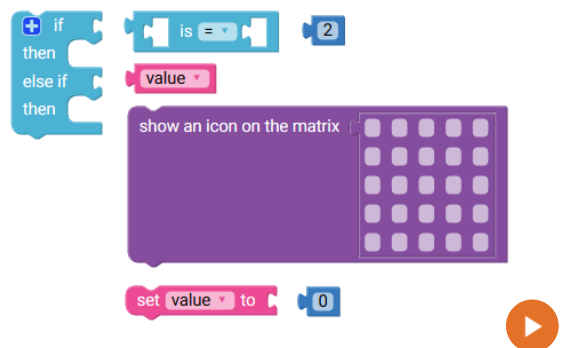 if
is = 2
then
else if
value
then
show an icon on the matrix
set value to 0